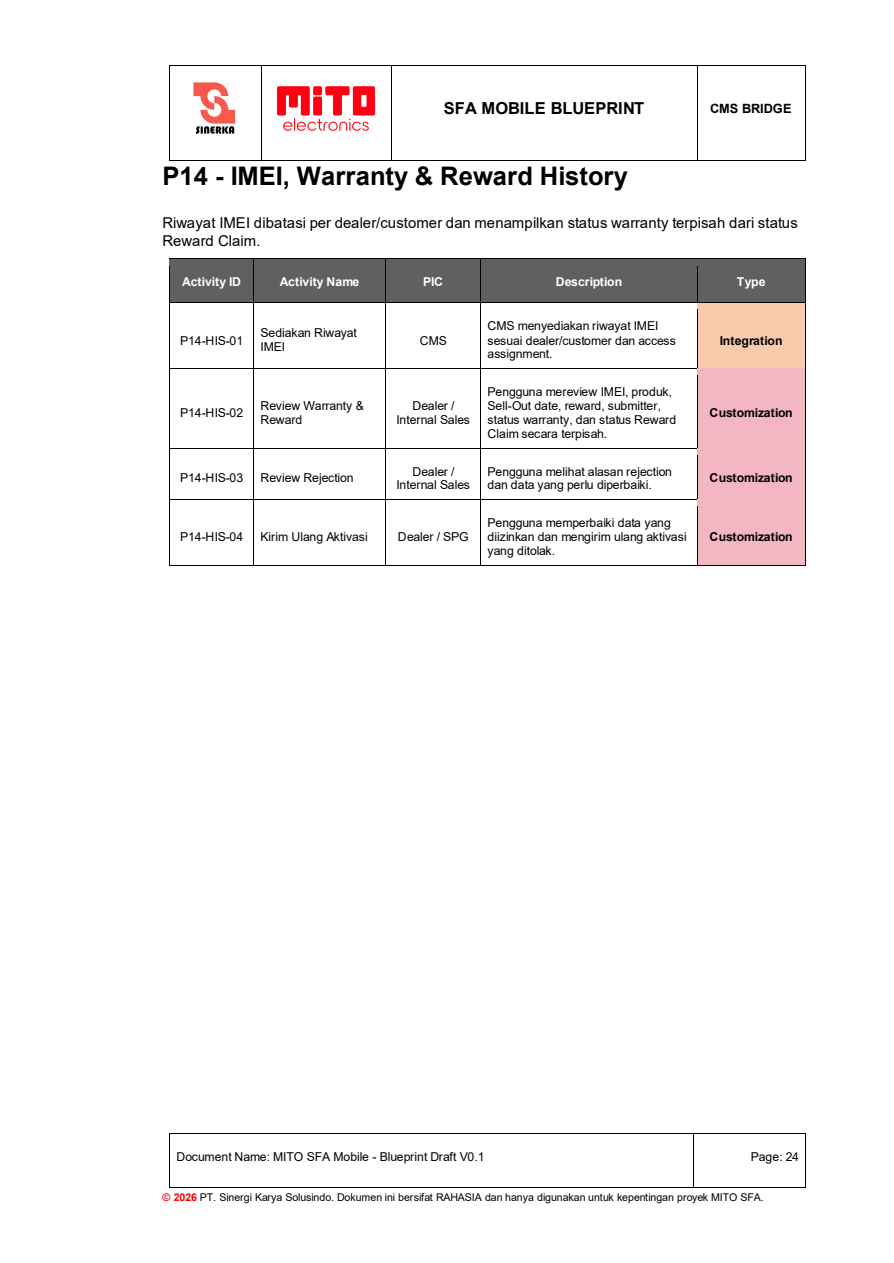 SINERKA
MiTO
electronics
SFA MOBILE BLUEPRINT
CMS BRIDGE
P14 - IMEI, Warranty & Reward History
Riwayat IMEI dibatasi per dealer/customer dan menampilkan status warranty terpisah dari status
Reward Claim.
Activity ID Activity Name PIC Description Type
P14-HIS-01
Sediakan Riwayat
IMEI
CMS
CMS menyediakan riwayat IMEI
sesuai dealer/customer dan access
assignment.
Integration
P14-HIS-02
Review Warranty &
Reward
Dealer /
Internal Sales
Pengguna mereview IMEI, produk,
Sell-Out date, reward, submitter,
status warranty, dan status Reward
Claim secara terpisah.
Customization
P14-HIS-03
Review Rejection
Dealer /
Internal Sales
Pengguna melihat alasan rejection
dan data yang perlu diperbaiki.
Customization
P14-HIS-04
Kirim Ulang Aktivasi
Dealer / SPG
Pengguna memperbaiki data yang
diizinkan dan mengirim ulang aktivasi
yang ditolak.
Customization
Document Name: MITO SFA Mobile - Blueprint Draft V0.1
Page: 24
© 2026 PT. Sinergi Karya Solusindo. Dokumen ini bersifat RAHASIA dan hanya digunakan untuk kepentingan proyek MITO SFA.